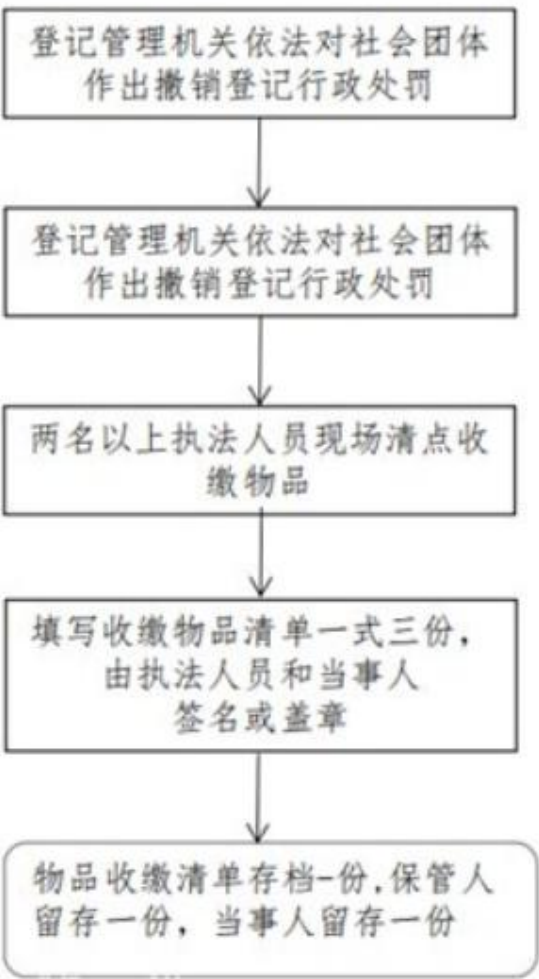 登记管理机关依法对社会团体
作出撤销登记行政处罚
登记管理机关依法对社会团体
作出撤销登记行政处罚
两名以上执法人员现场清点收
缴物品
填写收缴物品清单一式三份，
由执法人员和当事人
签名或盖章
物品收缴清单存档-份,保管人
留存一份，当事人留存一份